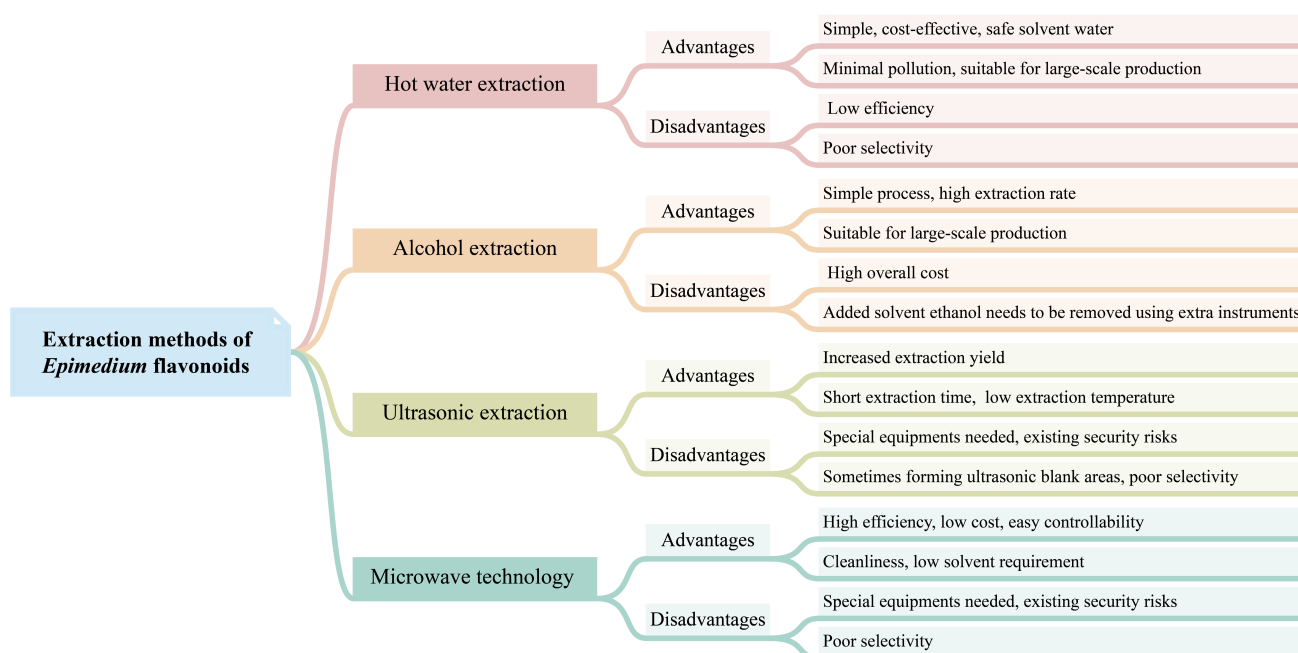 Extraction methods of
Epimedium flavonoids
Hot water extraction
Advantages
Simple, cost-effective, safe solvent water
Minimal pollution, suitable for large-scale production
Disadvantages
Low efficiency
Poor selectivity
Alcohol extraction
Advantages
Simple process, high extraction rate
Suitable for large-scale production
Disadvantages
High overall cost
Added solvent ethanol needs to be removed using extra instruments
Ultrasonic extraction
Advantages
Increased extraction yield
Short extraction time, low extraction temperature
Disadvantages
Special equipments needed, existing security risks
Sometimes forming ultrasonic blank areas, poor selectivity
Microwave technology
Advantages
High efficiency, low cost, easy controllability
Cleanliness, low solvent requirement
Disadvantages
Special equipments needed, existing security risks
Poor selectivity